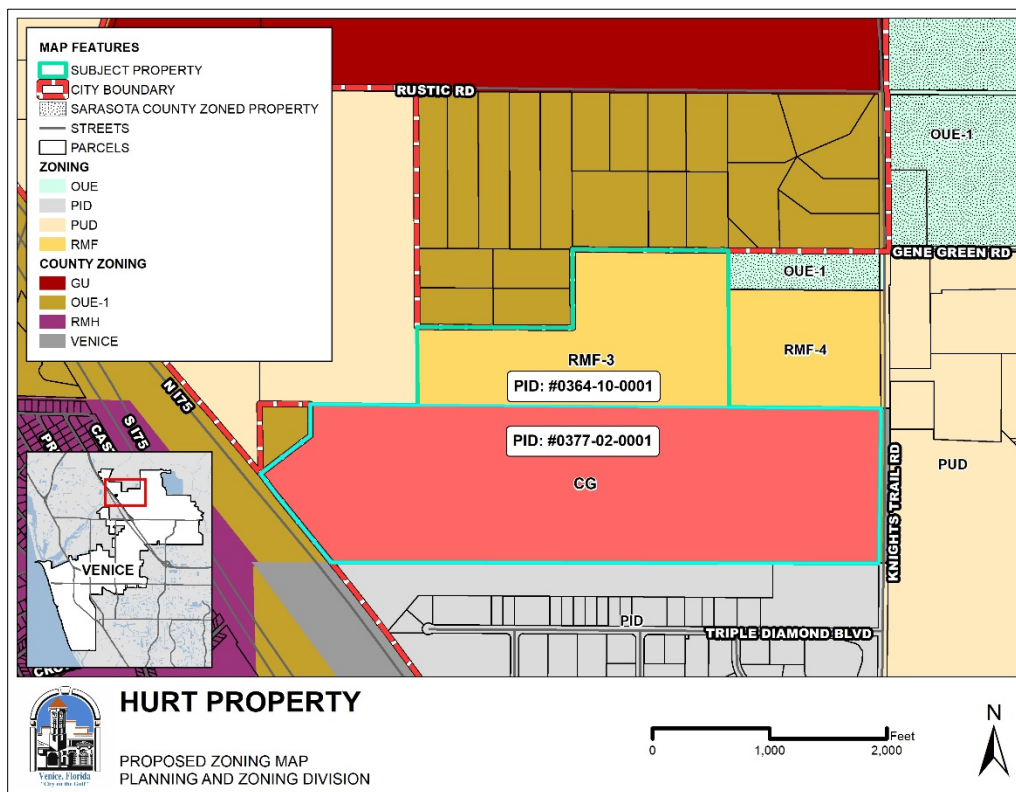 MAP FEATURES
SUBJECT PROPERTY
CITY BOUNDARY
SARASOTA COUNTY ZONED PROPERTY
STREETS
PARCELS
ZONING
OUE
PID
PUD
RMF
COUNTY ZONING
GU
OUE-1
RMH
VENICE
RUSTIC RD
OUE-1
GENE GREEN RD
OUE-1
RMF-3
RMF-4
PID: #0364-10-0001
N I75
S I75
CAS
PR
PID: #0377-02-0001
CG
PUD
KNIGHTS TRAIL RD
VENICE
PID
TRIPLE DIAMOND BLVD
CRO
HURT PROPERTY
PROPOSED ZONING MAP
PLANNING AND ZONING DIVISION
Venice, Florida
"City on the Gulf"
Feet
0 1,000 2,000
N